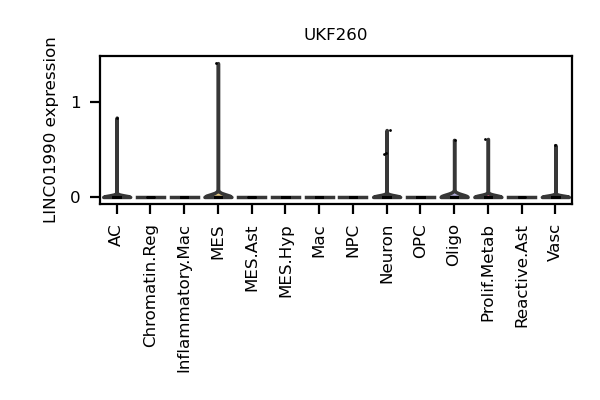 UKF260
LINC01990 expression
1
0
AC
Chromatin.Reg
Inflammatory.Mac
MES
MES.Ast
MES.Hyp
Mac
NPC
Neuron
OPC
Oligo
Prolif.Metab
Reactive.Ast
Vasc